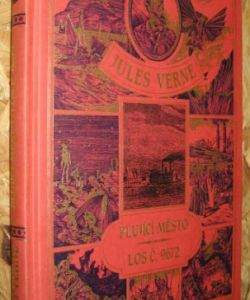 JULES VERNE
PLUJÍCÍ MĚSTO
LOS Č. 9672